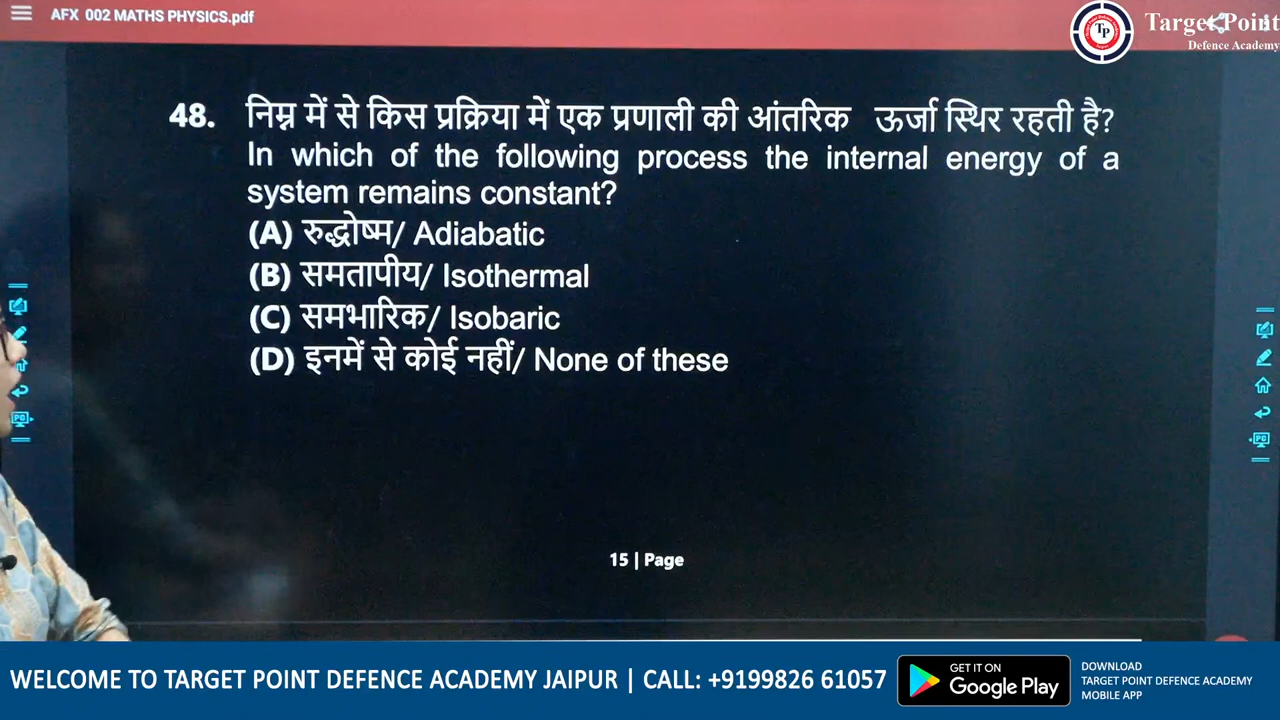 AFX 002 MATHS PHYSICS.pdf
Target Point
Defence Academy
TP
48. निम्न में से किस प्रक्रिया में एक प्रणाली की आंतरिक ऊर्जा स्थिर रहती है?
In which of the following process the internal energy of a
system remains constant?
(A) रुद्धोष्म/ Adiabatic
(B) समतापीय/ Isothermal
(C) समभारिक/ Isobaric
(D) इनमें से कोई नहीं/ None of these
15 | Page
PC
PC
WELCOME TO TARGET POINT DEFENCE ACADEMY JAIPUR | CALL: +9199826 61057
GET IT ON
Google Play
DOWNLOAD
TARGET POINT DEFENCE ACADEMY
MOBILE APP